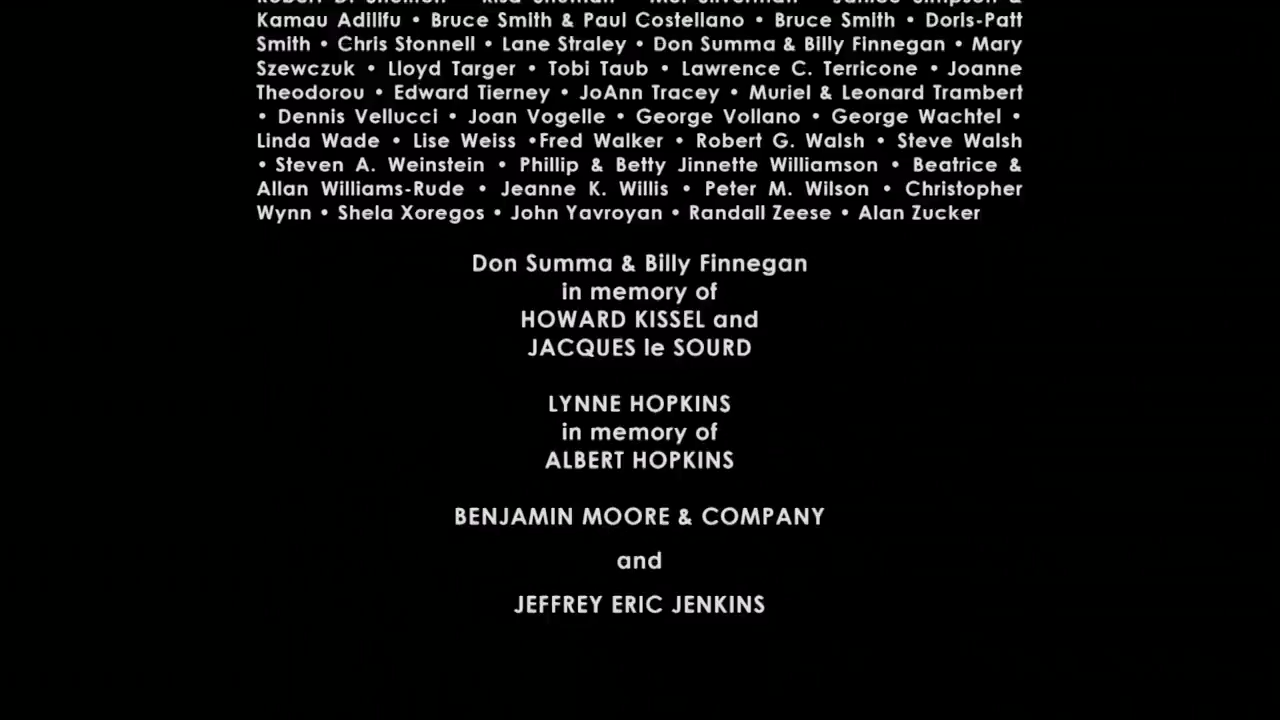 Kamau Adilifu • Bruce Smith & Paul Costellano • Bruce Smith • Doris-Patt
Smith • Chris Stonnell • Lane Straley • Don Summa & Billy Finnegan • Mary
Szewczuk • Lloyd Targer • Tobi Taub • Lawrence C. Terricone • Joanne
Theodorou • Edward Tierney • JoAnn Tracey • Muriel & Leonard Trambert
• Dennis Vellucci • Joan Vogelle • George Vollano • George Wachtel •
Linda Wade • Lise Weiss •Fred Walker • Robert G. Walsh • Steve Walsh
• Steven A. Weinstein • Phillip & Betty Jinnette Williamson • Beatrice &
Allan Williams-Rude • Jeanne K. Willis • Peter M. Wilson • Christopher
Wynn • Shela Xoregos • John Yavroyan • Randall Zeese • Alan Zucker
Don Summa & Billy Finnegan
in memory of
HOWARD KISSEL and
JACQUES le SOURD
LYNNE HOPKINS
in memory of
ALBERT HOPKINS
BENJAMIN MOORE & COMPANY
and
JEFFREY ERIC JENKINS